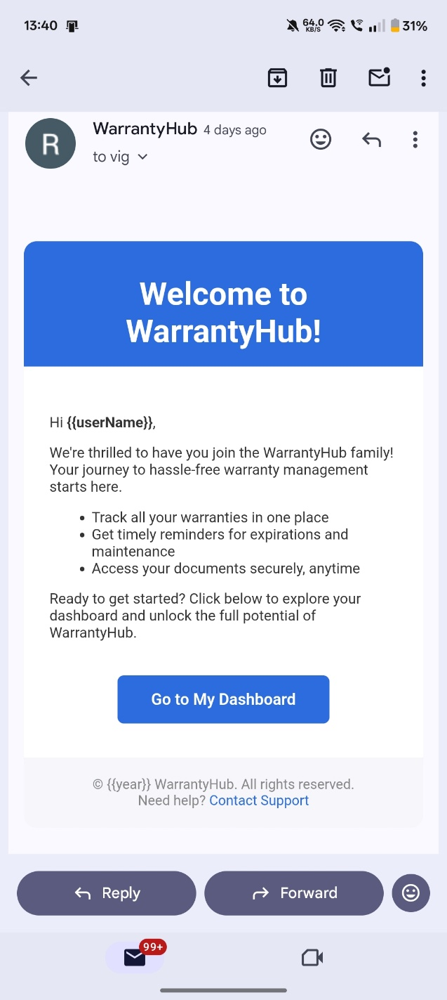 13:40 64.0 KB/S 31%
R WarrantyHub 4 days ago
to vig
Welcome to
WarrantyHub!
Hi {{userName}},
We're thrilled to have you join the WarrantyHub family!
Your journey to hassle-free warranty management
starts here.
• Track all your warranties in one place
• Get timely reminders for expirations and
maintenance
• Access your documents securely, anytime
Ready to get started? Click below to explore your
dashboard and unlock the full potential of
WarrantyHub.
Go to My Dashboard
© {{year}} WarrantyHub. All rights reserved.
Need help? Contact Support
Reply Forward
99+